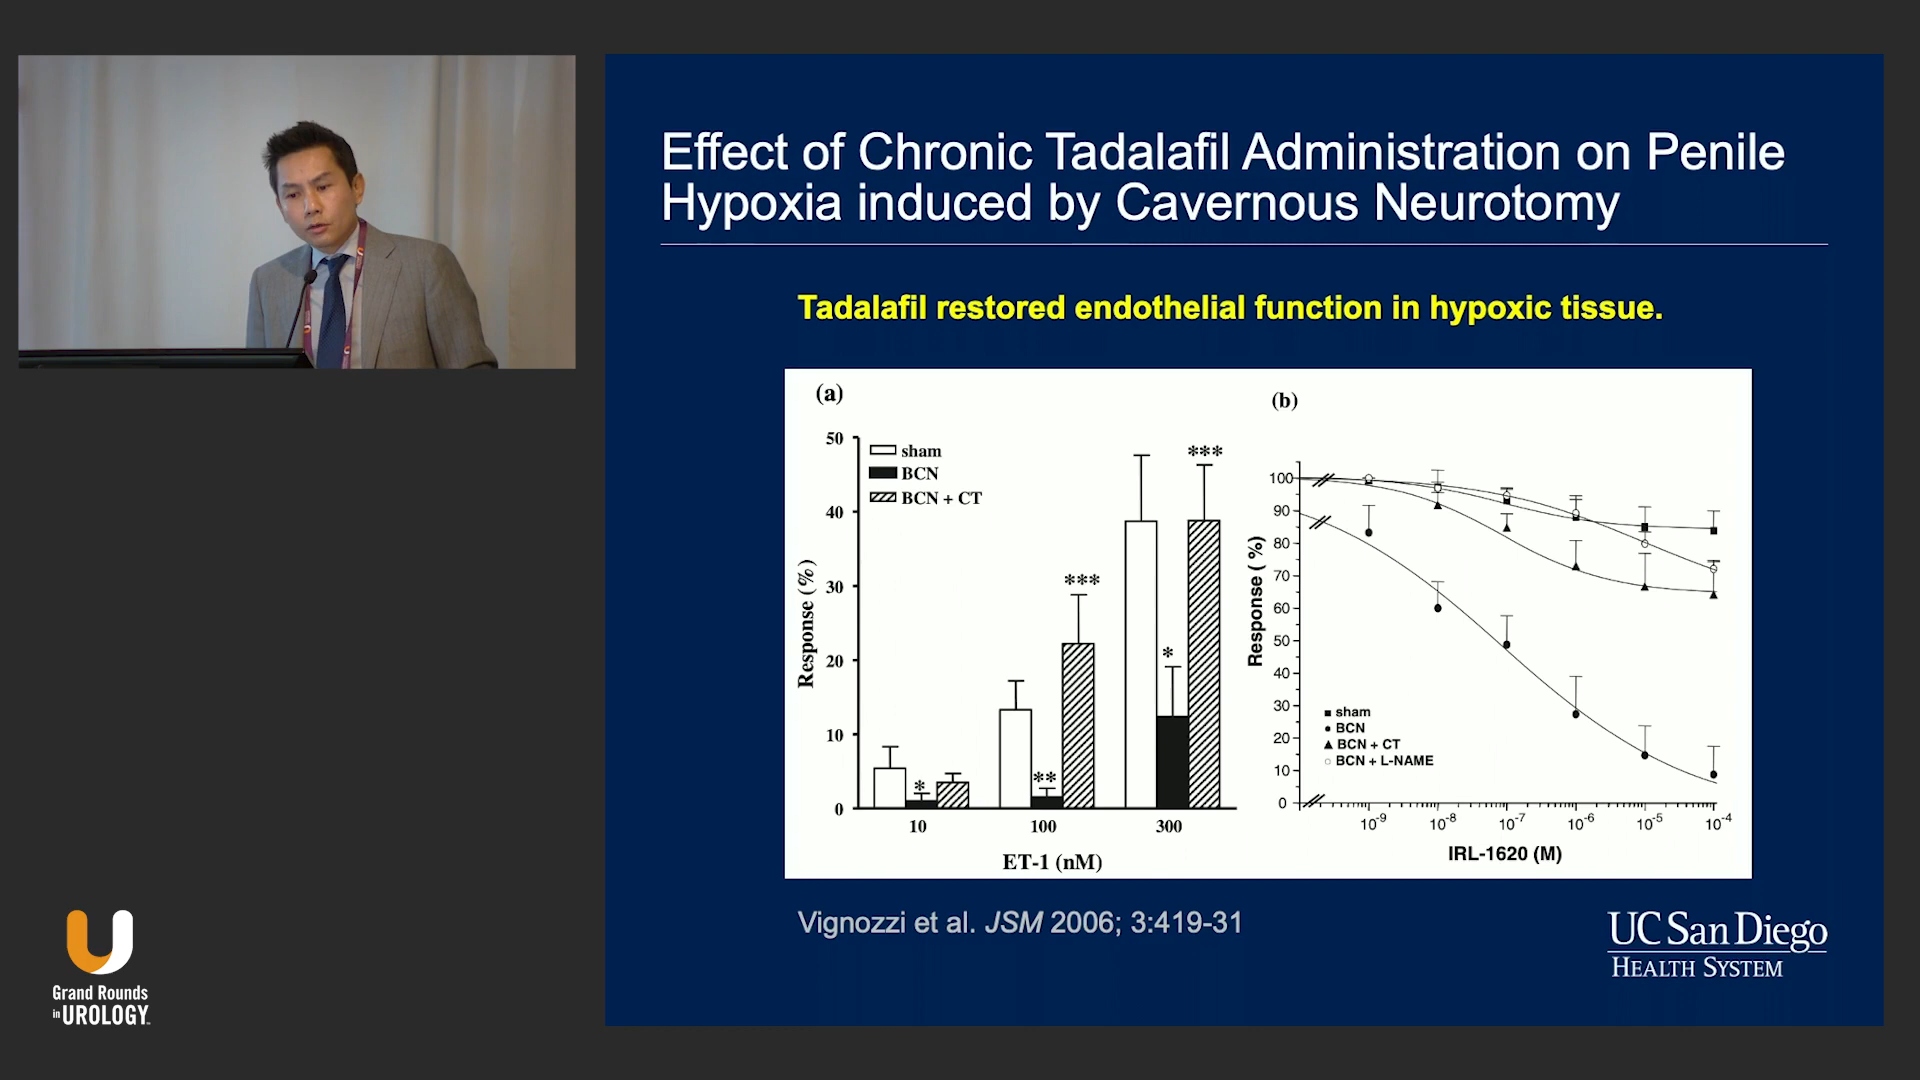 Effect of Chronic Tadalafil Administration on Penile
Hypoxia induced by Cavernous Neurotomy
Tadalafil restored endothelial function in hypoxic tissue.
(a)
50
40
30
20
10
0
Response (%)
sham
BCN
BCN + CT
*
**
***
*
***
10
100
300
ET-1 (nM)
(b)
100
90
80
70
60
50
40
30
20
10
0
Response ( %)
sham
BCN
BCN + CT
BCN + L-NAME
10-9
10-8
10-7
10-6
10-5
10-4
IRL-1620 (M)
Vignozzi et al. JSM 2006; 3:419-31
UC San Diego
HEALTH SYSTEM
Grand Rounds
in UROLOGY